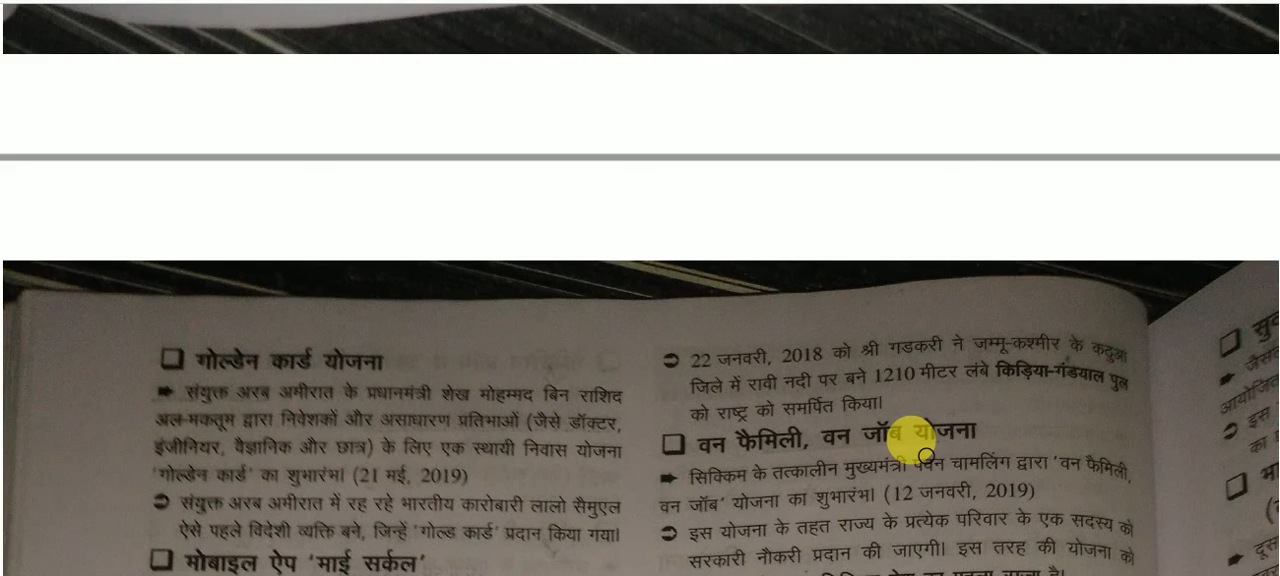 ❑ गोल्डेन कार्ड योजना
➨ संयुक्त अरब अमीरात के प्रधानमंत्री शेख मोहम्मद बिन राशिद
अल-मकतूम द्वारा निवेशकों और असाधारण प्रतिभाओं (जैसे डॉक्टर,
इंजीनियर, वैज्ञानिक और छात्र) के लिए एक स्थायी निवास योजना
'गोल्डेन कार्ड' का शुभारंभ। (21 मई, 2019)
➲ संयुक्त अरब अमीरात में रह रहे भारतीय कारोबारी लालो सैमुएल
ऐसे पहले विदेशी व्यक्ति बने, जिन्हें 'गोल्ड कार्ड' प्रदान किया गया।
❑ मोबाइल ऐप 'माई सर्कल'
➲ 22 जनवरी, 2018 को श्री गडकरी ने जम्मू-कश्मीर के कठुआ
जिले में रावी नदी पर बने 1210 मीटर लंबे किड़िया-गंडयाल पुल
को राष्ट्र को समर्पित किया।
❑ वन फैमिली, वन जॉब योजना
➨ सिक्किम के तत्कालीन मुख्यमंत्री पवन चामलिंग द्वारा 'वन फैमिली,
वन जॉब' योजना का शुभारंभ। (12 जनवरी, 2019)
➲ इस योजना के तहत राज्य के प्रत्येक परिवार के एक सदस्य को
सरकारी नौकरी प्रदान की जाएगी। इस तरह की योजना को
❑
➨
➲ इस
का
❑
➨ दूस